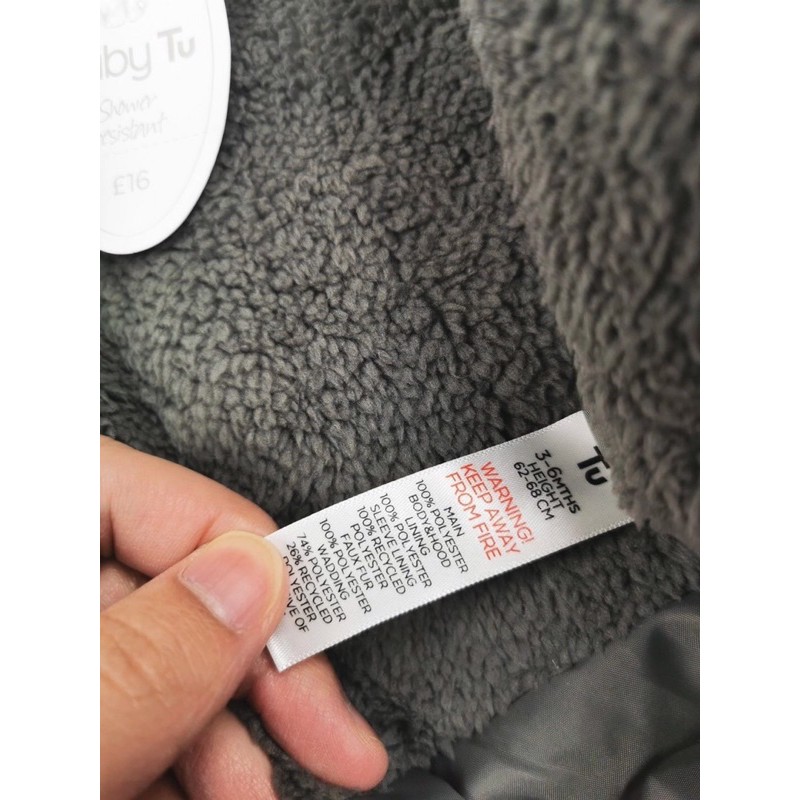 Tu
Shower
£16
Tu
3-6MTHS
HEIGHT
62-68 CM
WARNING!
KEEP AWAY
FROM FIRE
MAIN
100% POLYESTER
BODY&HOOD
LINING
100% POLYESTER
SLEEVE LINING
100% RECYCLED
POLYESTER
FAUX FUR
100% POLYESTER
WADDING
74% POLYESTER
26% RECYCLED
POLYESTER
OF